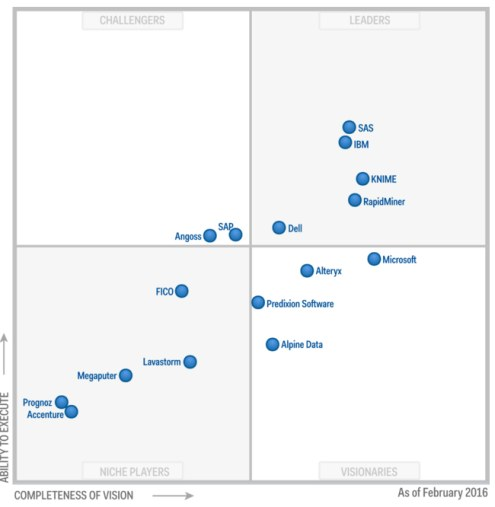 CHALLENGERS
LEADERS
SAS
IBM
KNIME
RapidMiner
Dell
SAP
Angoss
Microsoft
Alteryx
FICO
Predixion Software
Alpine Data
Lavastorm
Megaputer
Prognoz
Accenture
NICHE PLAYERS
VISIONARIES
ABILITY TO EXECUTE
COMPLETENESS OF VISION
As of February 2016